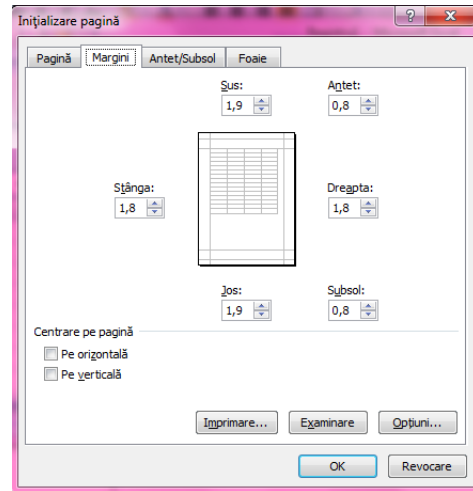 Inițializare pagină
Pagină Margini Antet/Subsol Foaie
Sus: Antet:
1,9 0,8
Stânga: Dreapta:
1,8 1,8
Jos: Subsol:
1,9 0,8
Centrare pe pagină
Pe orizontală
Pe verticală
Imprimare... Examinare Opțiuni...
OK Revocare